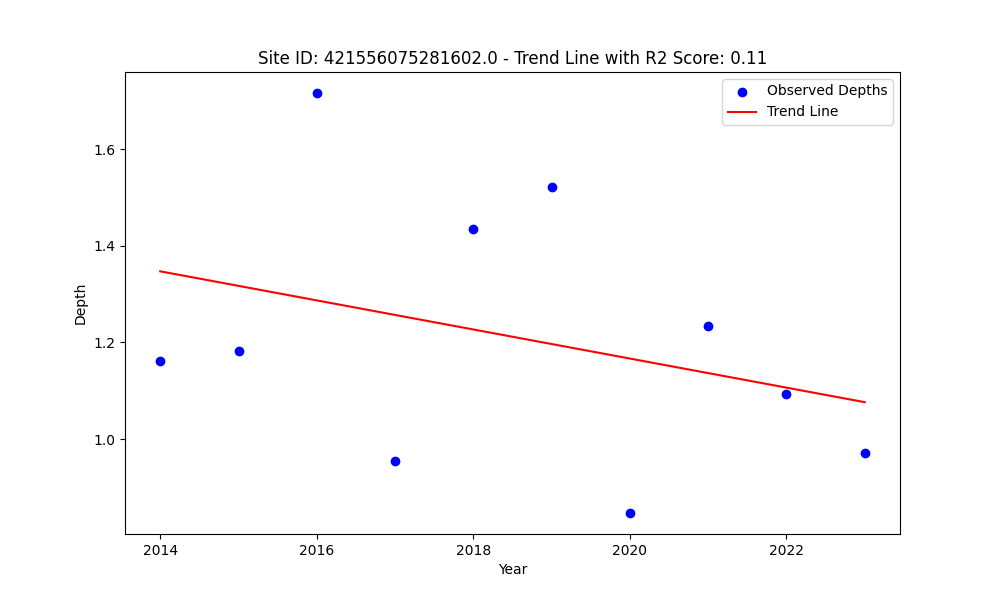 Site ID: 421556075281602.0 - Trend Line with R2 Score: 0.11
Observed Depths
Trend Line
1.6
1.4
1.2
1.0
Depth
2014 2016 2018 2020 2022
Year